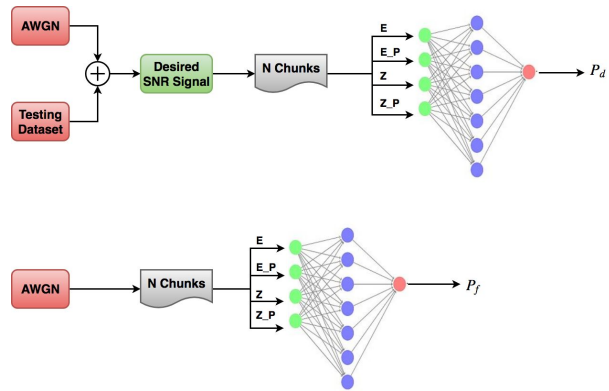 AWGN
Testing
Dataset
Desired
SNR Signal
N Chunks
E
E_P
Z
Z_P
P_d
AWGN
N Chunks
E
E_P
Z
Z_P
P_f